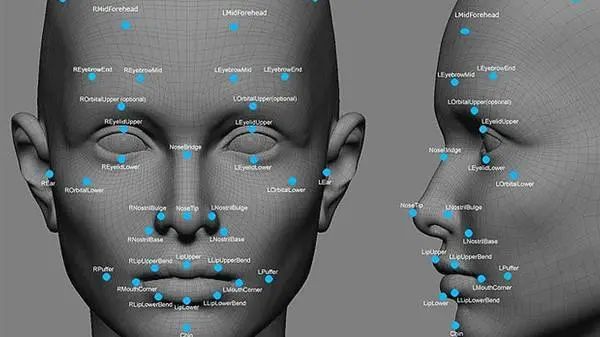 RMidForehead
LMidForehead
REyebrowEnd
REyebrowMid
LEyebrowMid
LEyebrowEnd
ROrbitalUpper(optional)
LOrbitalUpper(optional)
REyelidUpper
LEyelidUpper
NoseBridge
REyelidLower
LEyelidLower
REar
ROrbitalLower
LOrbitalLower
LEar
RNostrilBulge
NoseTip
LNostrilBulge
RNostrilBase
LNostrilBase
LipUpper
RLipUpperBend
LLipUpperBend
RPuffer
LPuffer
RMouthCorner
LMouthCorner
RLipLowerBend
LipLower
LLipLowerBend
Chin
LMidForehead
LEyebrowEnd
LEyebrowMid
LOrbitalUpper(optional)
LEyelidUpper
NoseBridge
LEyelidLower
LOrbitalLower
NoseTip
LNostrilBulge
LNostrilBase
LipUpper
LLipUpperBend
LPuffer
LMouthCorner
LipLower
LLipLowerBend
Chin